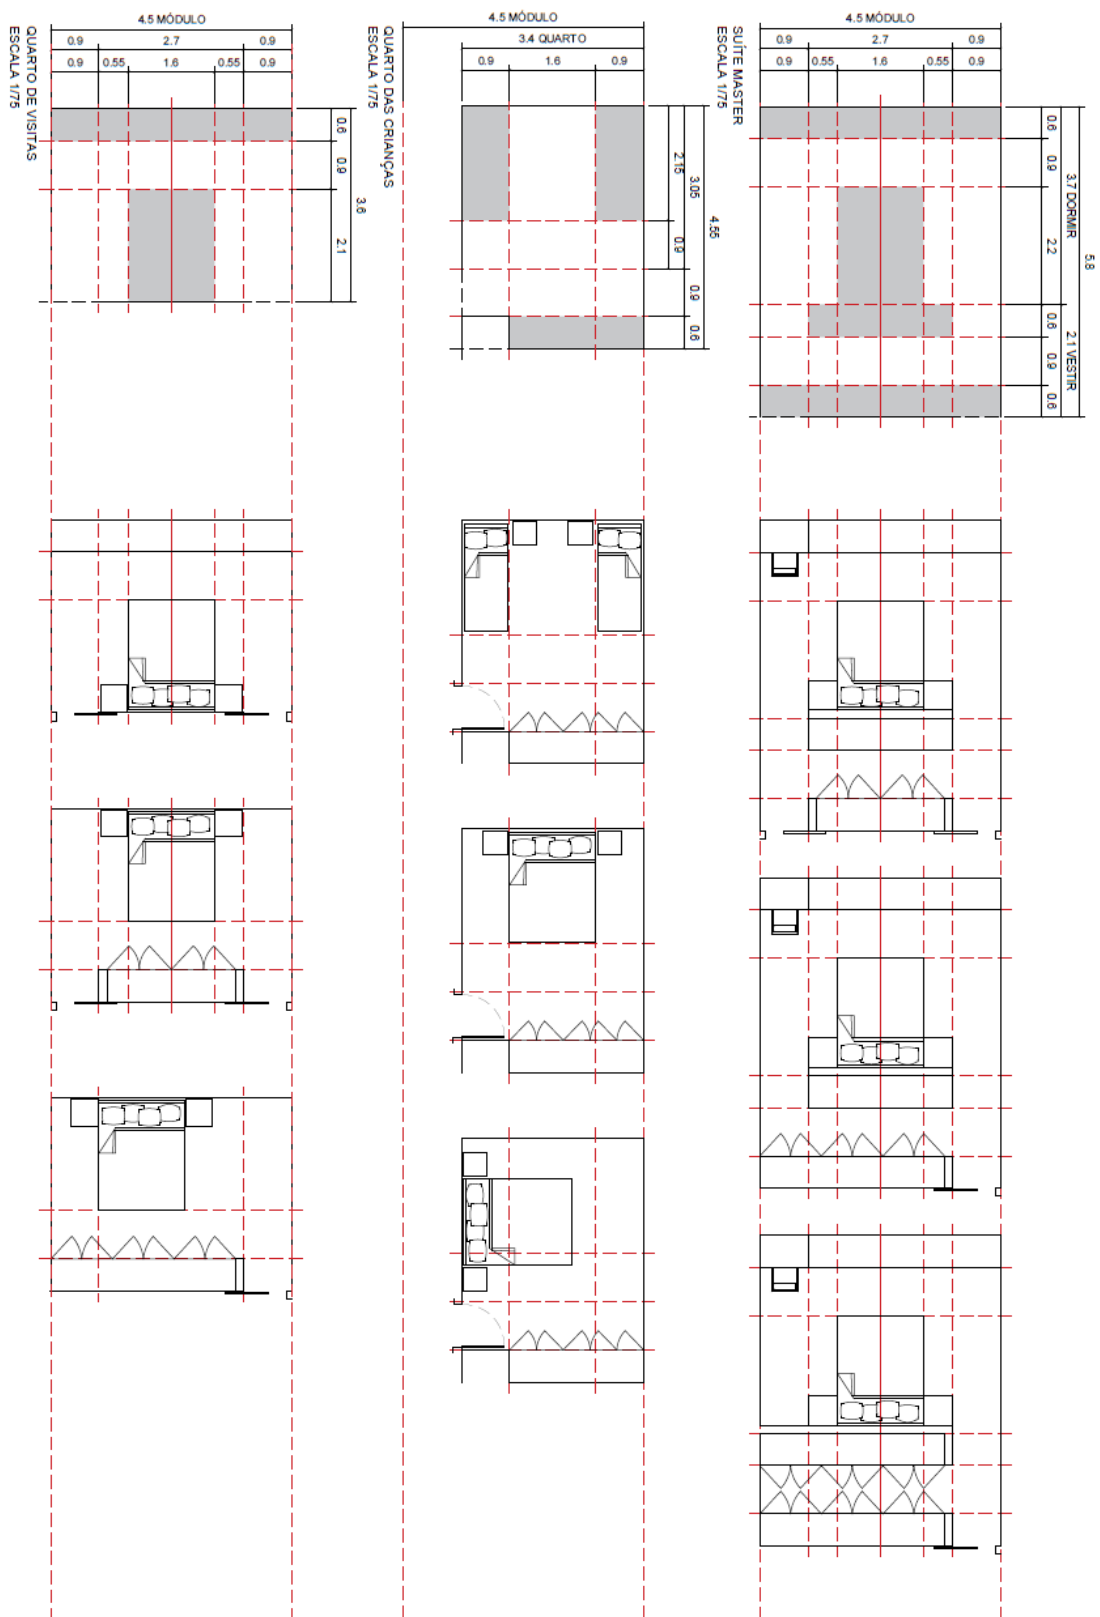 4.5 MÓDULO
0.9 2.7 0.9
0.9 0.55 1.6 0.55 0.9
QUARTO DE VISITAS
ESCALA 1/75
0.6 0.9 2.1
3.6
4.5 MÓDULO
3.4 QUARTO
0.9 1.6 0.9
QUARTO DAS CRIANÇAS
ESCALA 1/75
2.15 0.9 0.9 0.6
3.05
4.55
4.5 MÓDULO
0.9 2.7 0.9
0.9 0.55 1.6 0.55 0.9
SUÍTE MASTER
ESCALA 1/75
0.6 0.9 2.2 0.6 0.9 0.6
3.7 DORMIR 2.1 VESTIR
5.8